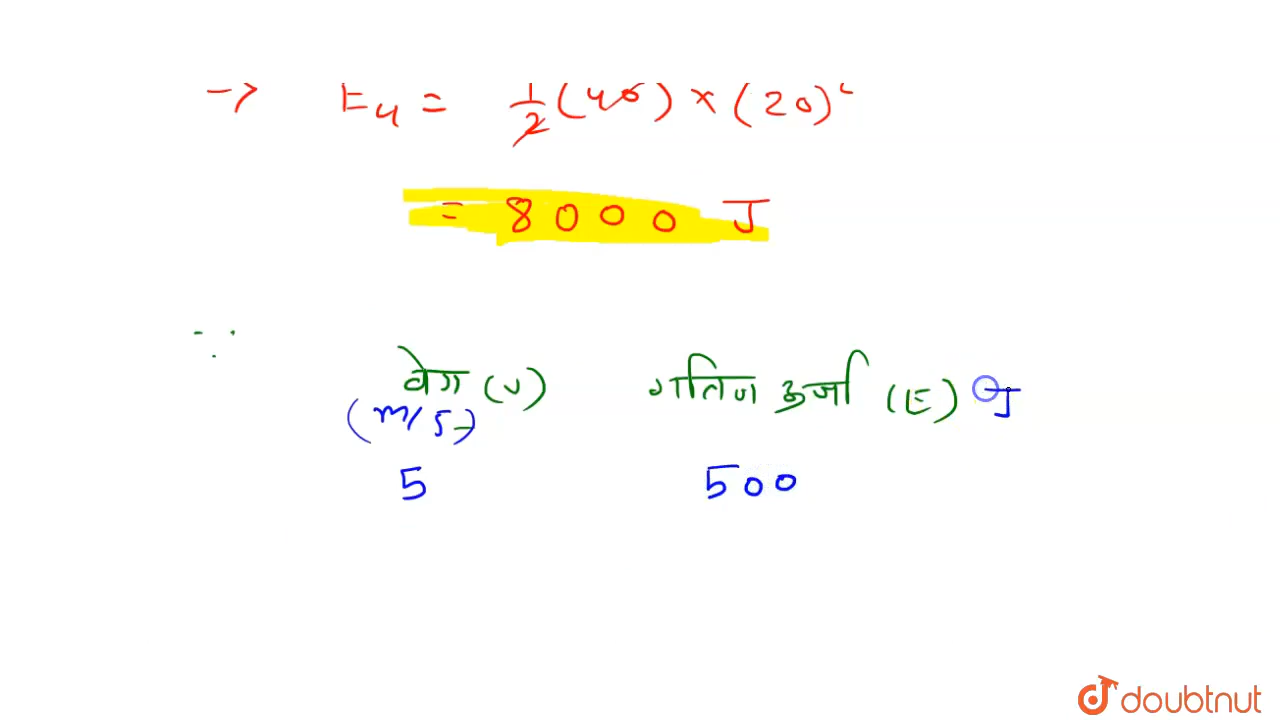 → E₄ = 1/2 (40) × (20)²
= 8000 J
∵
वेग (v) गतिज ऊर्जा (E) J
(m/s)
5 500
doubtnut